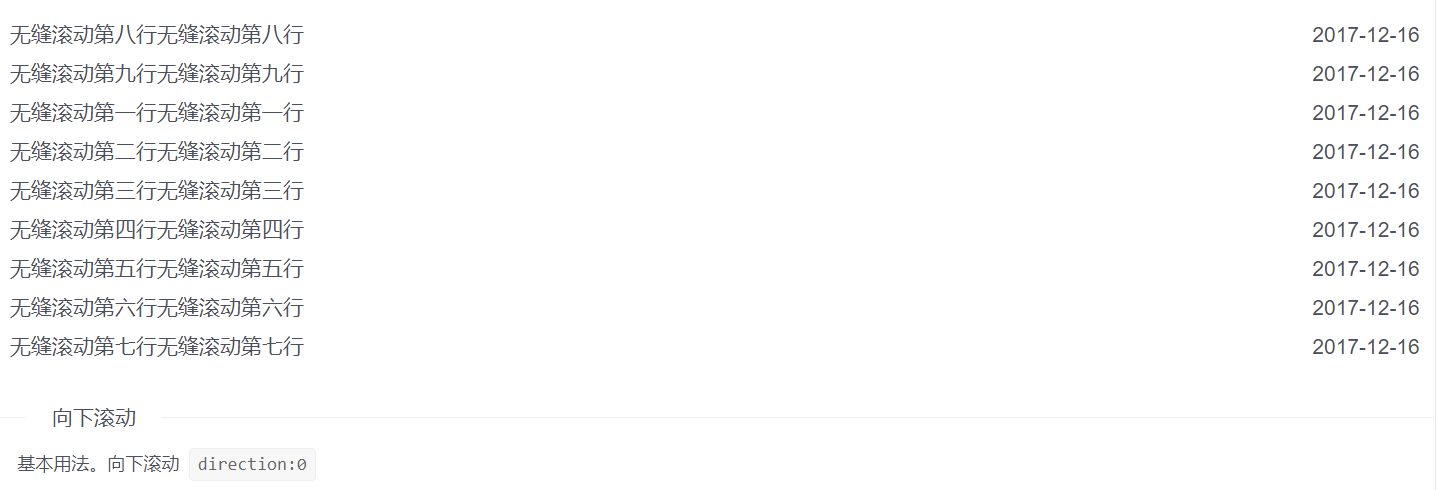 无缝滚动第八行无缝滚动第八行 2017-12-16
无缝滚动第九行无缝滚动第九行 2017-12-16
无缝滚动第一行无缝滚动第一行 2017-12-16
无缝滚动第二行无缝滚动第二行 2017-12-16
无缝滚动第三行无缝滚动第三行 2017-12-16
无缝滚动第四行无缝滚动第四行 2017-12-16
无缝滚动第五行无缝滚动第五行 2017-12-16
无缝滚动第六行无缝滚动第六行 2017-12-16
无缝滚动第七行无缝滚动第七行 2017-12-16
向下滚动
基本用法。向下滚动 direction:0